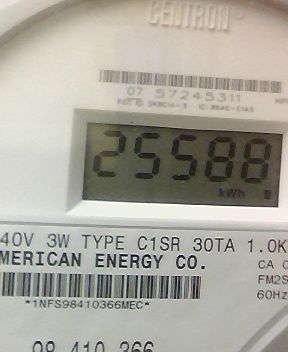 CENTRON®
07 57245311
25588
kWh
40V 3W TYPE C1SR 30TA 1.0K
MERICAN ENERGY CO.
CA 0
FM2S
60Hz
*1NFS98410366MEC*
98 410 366